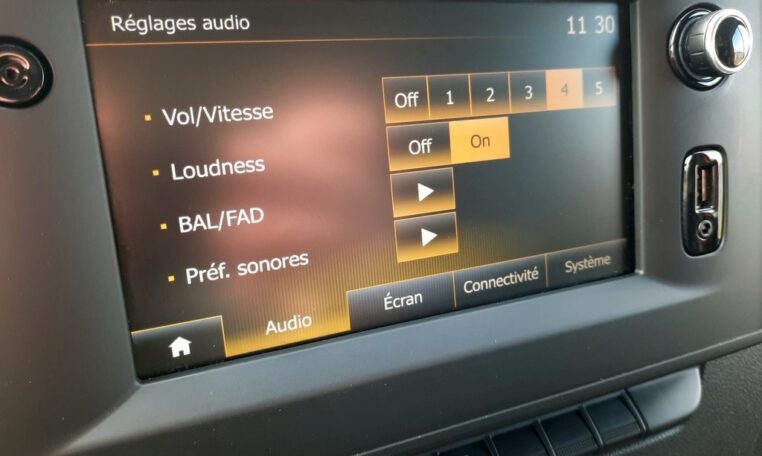 Réglages audio 11 30
Vol/Vitesse Off 1 2 3 4 5
Loudness Off On
BAL/FAD
Préf. sonores
Audio Écran Connectivité Système